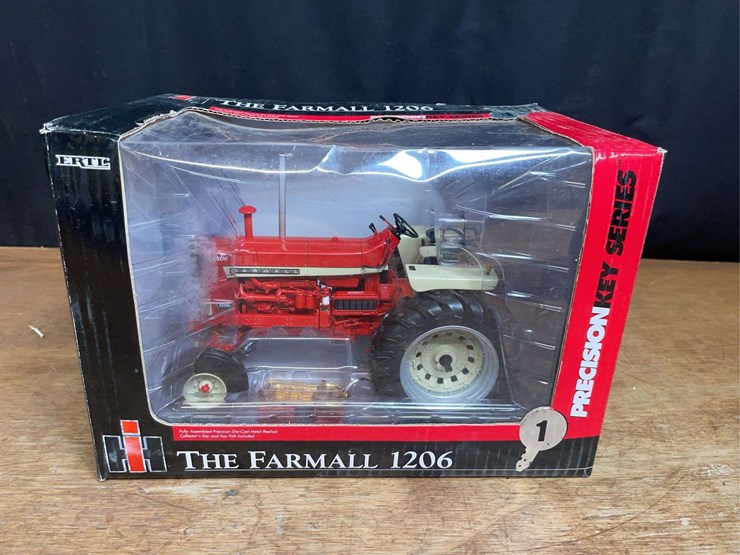 THE FARMALL 1206
ERTL
FARMALL
PRECISION KEY SERIES
1
Fully Assembled Precision Die-Cast Metal Replica
Collector's Key and Key Fob Included
IH
THE FARMALL 1206